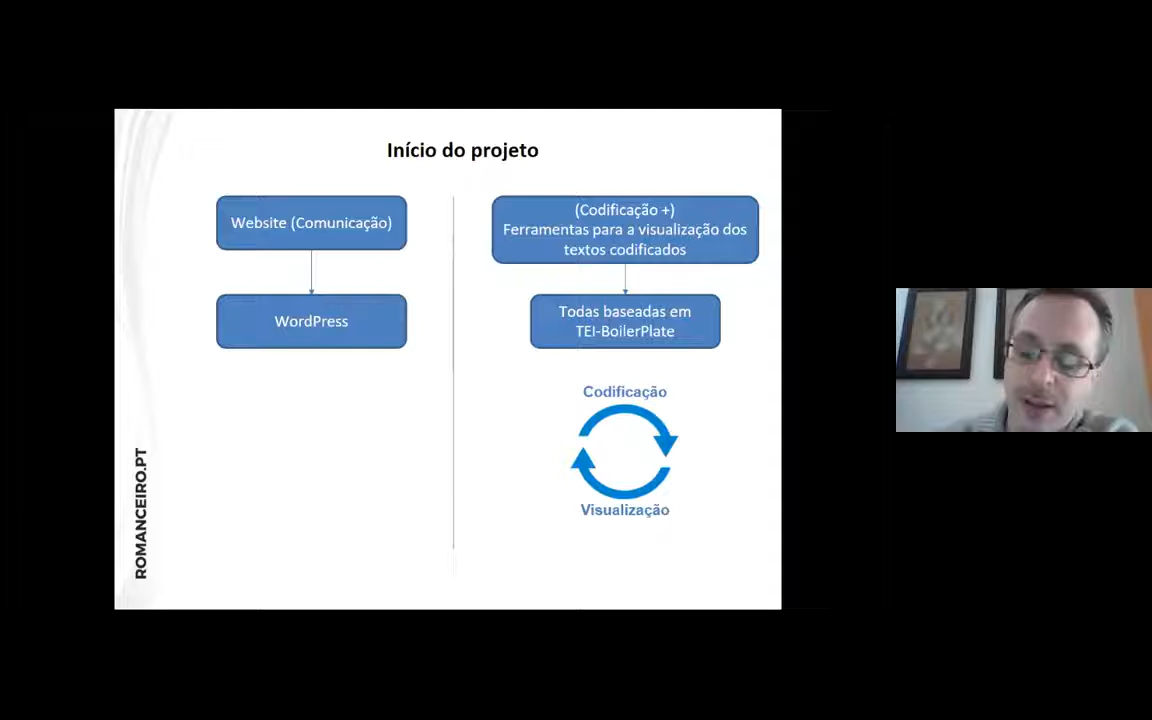 Início do projeto
Website (Comunicação)
WordPress
(Codificação +)
Ferramentas para a visualização dos
textos codificados
Todas baseadas em
TEI-BoilerPlate
Codificação
Visualização
ROMANCEIRO.PT